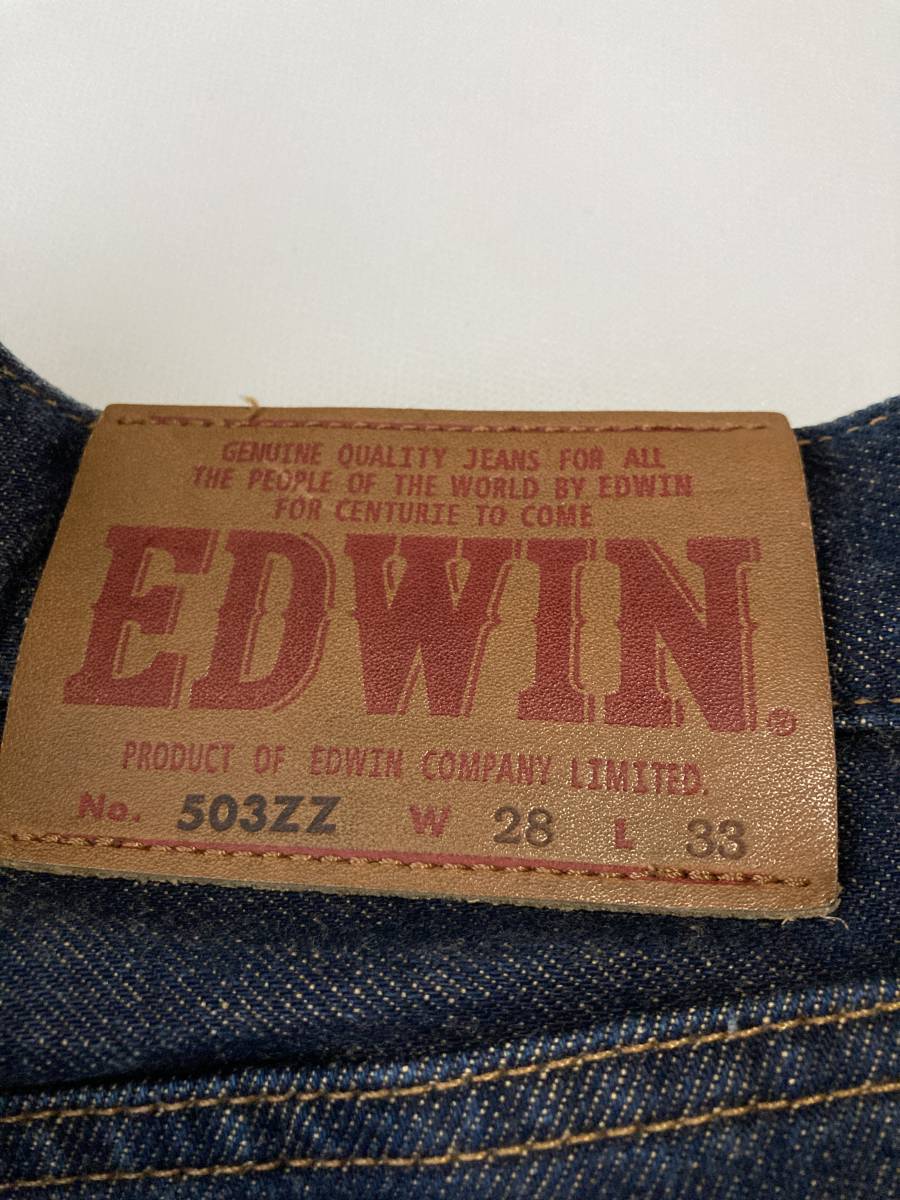 GENUINE QUALITY JEANS FOR ALL
THE PEOPLE OF THE WORLD BY EDWIN
FOR CENTURIE TO COME
EDWIN®
PRODUCT OF EDWIN COMPANY LIMITED.
No. 503ZZ W 28 L 33